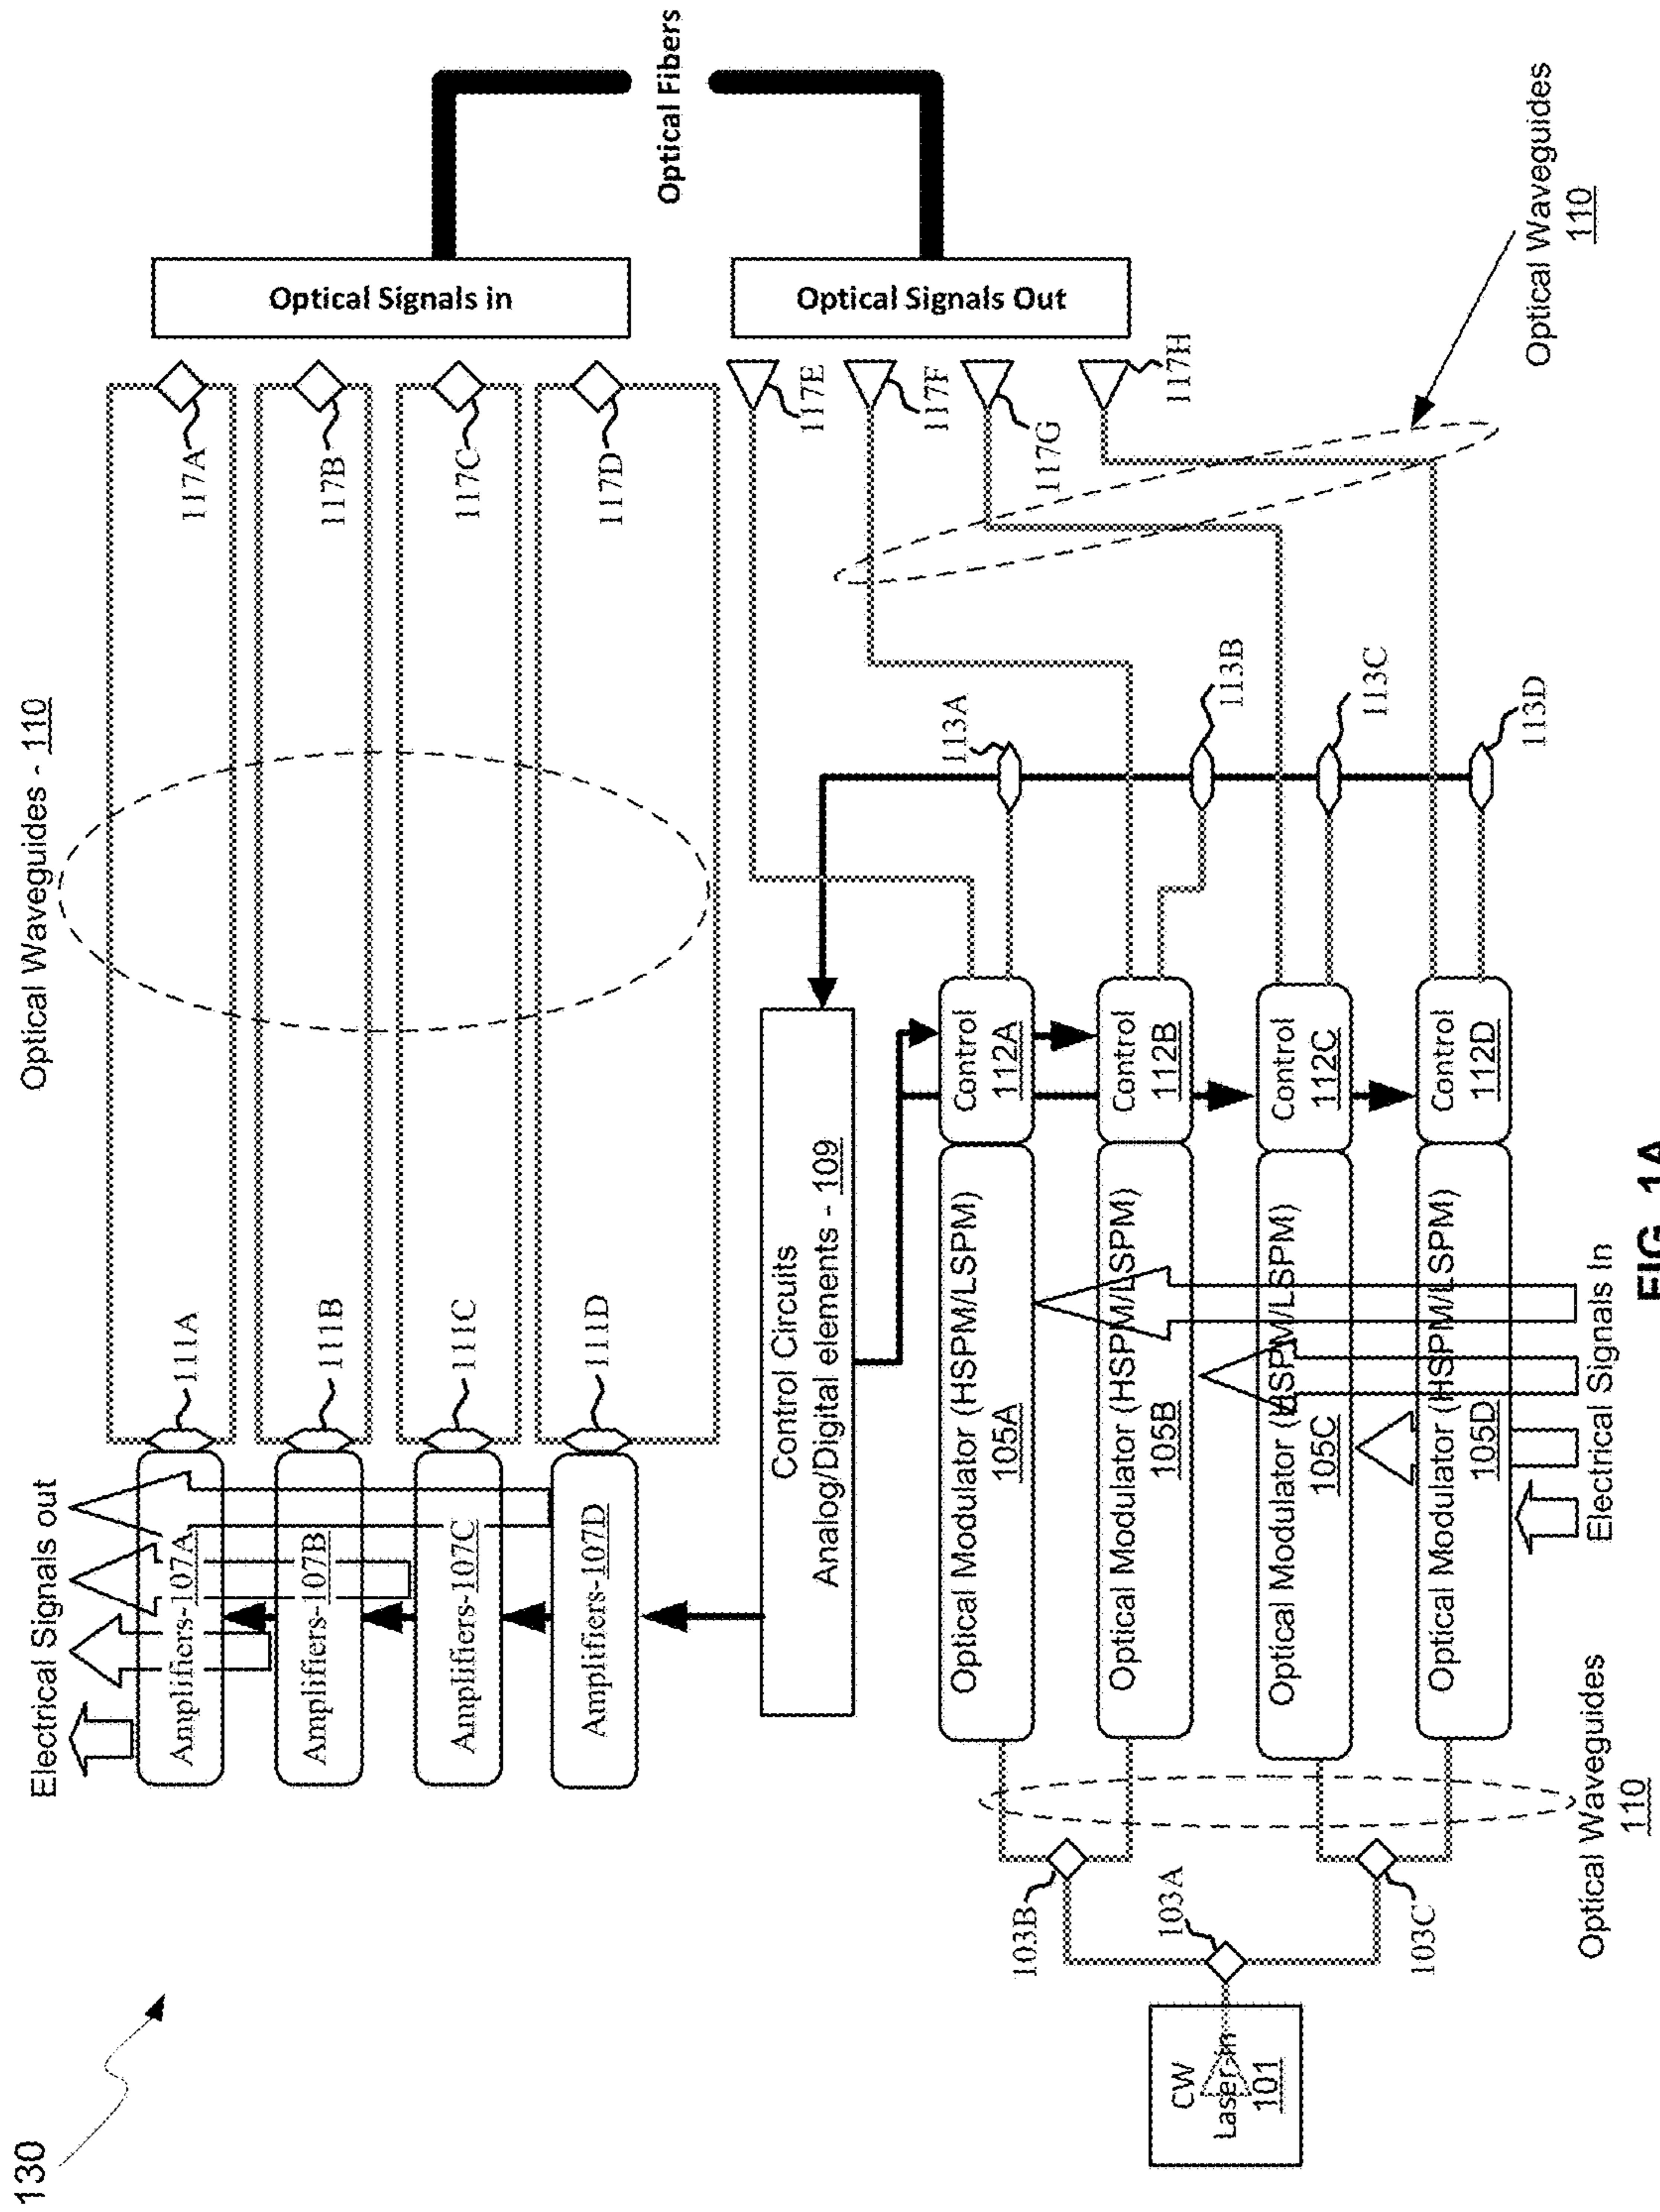 130
Optical Waveguides - 110
Electrical Signals out
Amplifiers-107A
Amplifiers-107B
Amplifiers-107C
Amplifiers-107D
111A
111B
111C
111D
117A
117B
117C
117D
Optical Signals in
Optical Fibers
Optical Signals Out
117E
117F
117G
117H
Optical Waveguides
110
Control Circuits
Analog/Digital elements - 109
113A
113B
113C
113D
Control
112A
Control
112B
Control
112C
Control
112D
Optical Modulator (HSPM/LSPM)
105A
Optical Modulator (HSPM/LSPM)
105B
Optical Modulator (HSPM/LSPM)
105C
Optical Modulator (HSPM/LSPM)
105D
Electrical Signals In
Optical Waveguides
110
103B
103A
103C
CW
Laser in
101
FIG. 1A